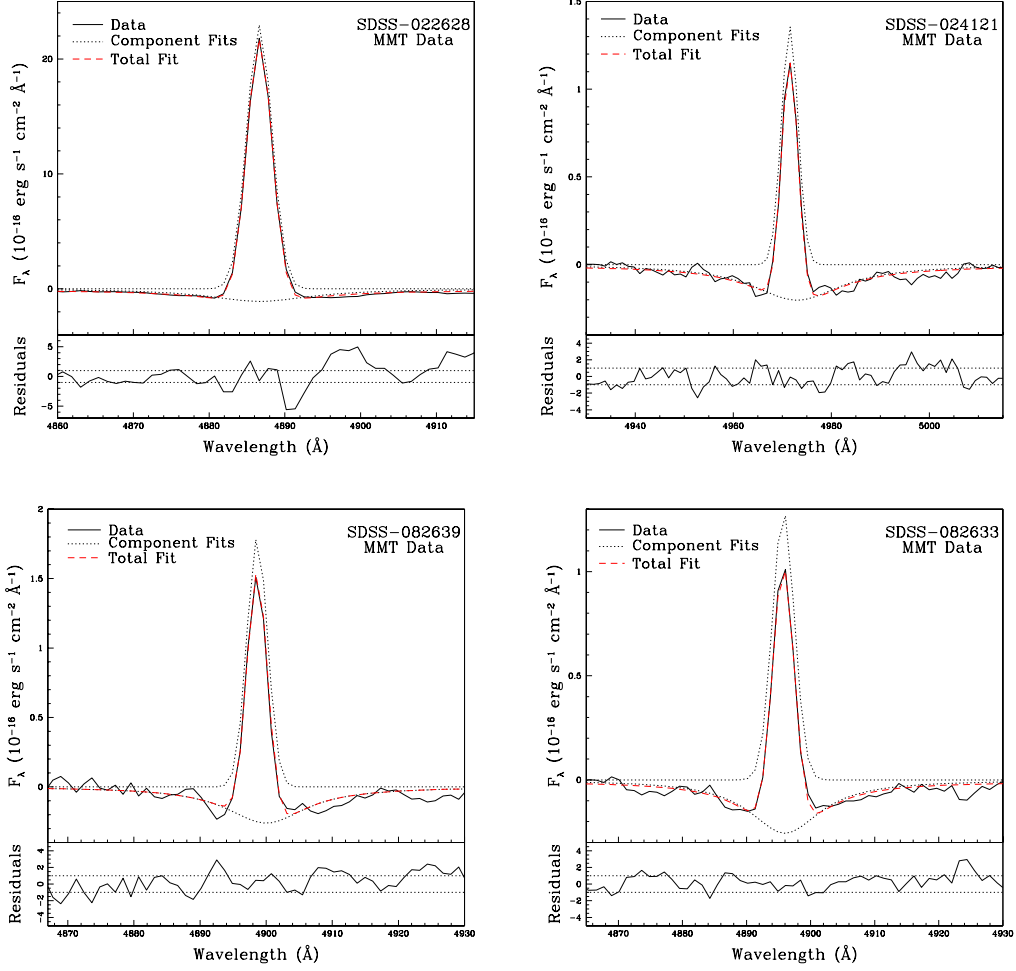 SDSS-022628
MMT Data
Data
Component Fits
Total Fit
20
10
0
F_λ (10⁻¹⁶ erg s⁻¹ cm⁻² Å⁻¹)
5
0
−5
Residuals
4860 4870 4880 4890 4900 4910
Wavelength (Å)
SDSS-024121
MMT Data
Data
Component Fits
Total Fit
1.5
1
0.5
0
F_λ (10⁻¹⁶ erg s⁻¹ cm⁻² Å⁻¹)
4
2
0
−2
−4
Residuals
4940 4960 4980 5000
Wavelength (Å)
SDSS-082639
MMT Data
Data
Component Fits
Total Fit
2
1.5
1
0.5
0
F_λ (10⁻¹⁶ erg s⁻¹ cm⁻² Å⁻¹)
4
2
0
−2
−4
Residuals
4870 4880 4890 4900 4910 4920 4930
Wavelength (Å)
SDSS-082633
MMT Data
Data
Component Fits
Total Fit
1
0.5
0
F_λ (10⁻¹⁶ erg s⁻¹ cm⁻² Å⁻¹)
4
2
0
−2
−4
Residuals
4870 4880 4890 4900 4910 4920 4930
Wavelength (Å)